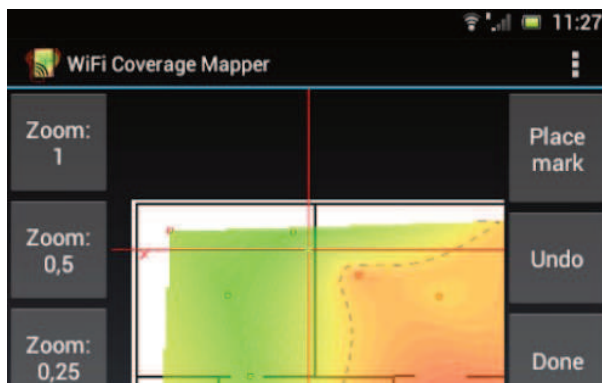 11:27
WiFi Coverage Mapper
Zoom:
1
Place
mark
Zoom:
0,5
Undo
Zoom:
0,25
Done